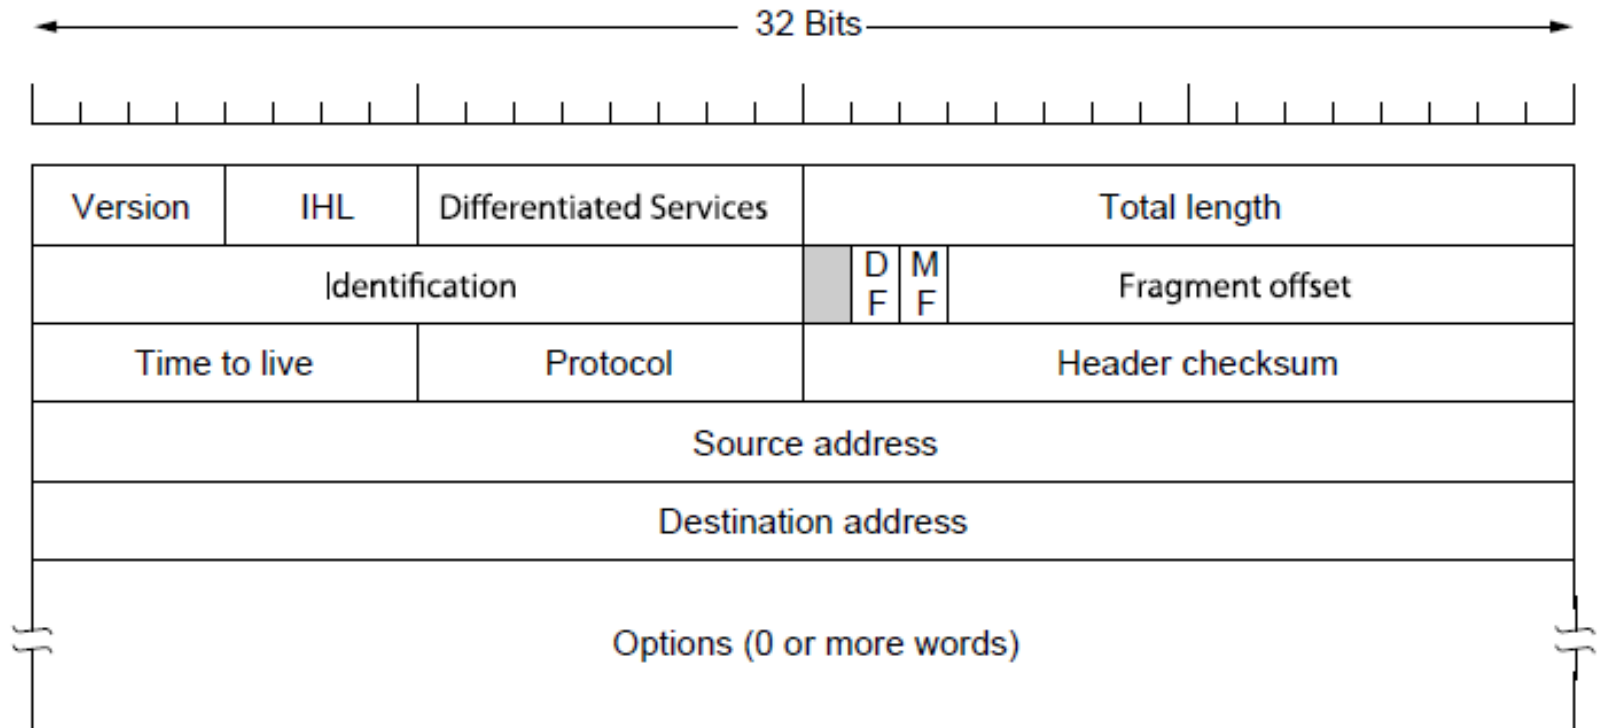 32 Bits
Version IHL Differentiated Services Total length
Identification D F M F Fragment offset
Time to live Protocol Header checksum
Source address
Destination address
Options (0 or more words)